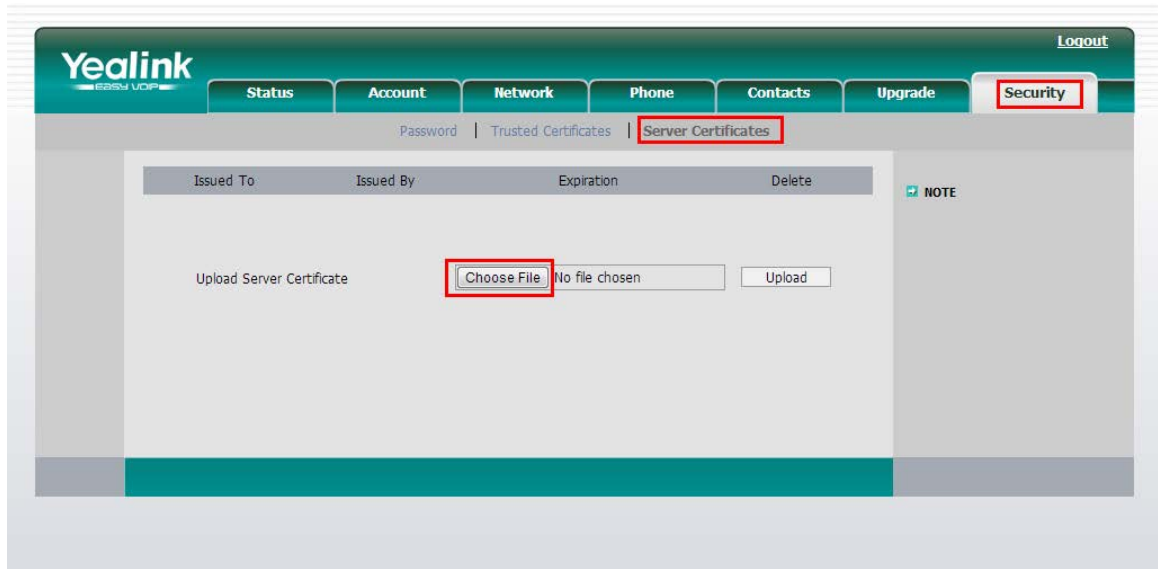 Logout
Yealink
EASY VOIP
Status Account Network Phone Contacts Upgrade Security
Password | Trusted Certificates | Server Certificates
Issued To Issued By Expiration Delete
NOTE
Upload Server Certificate Choose File No file chosen Upload